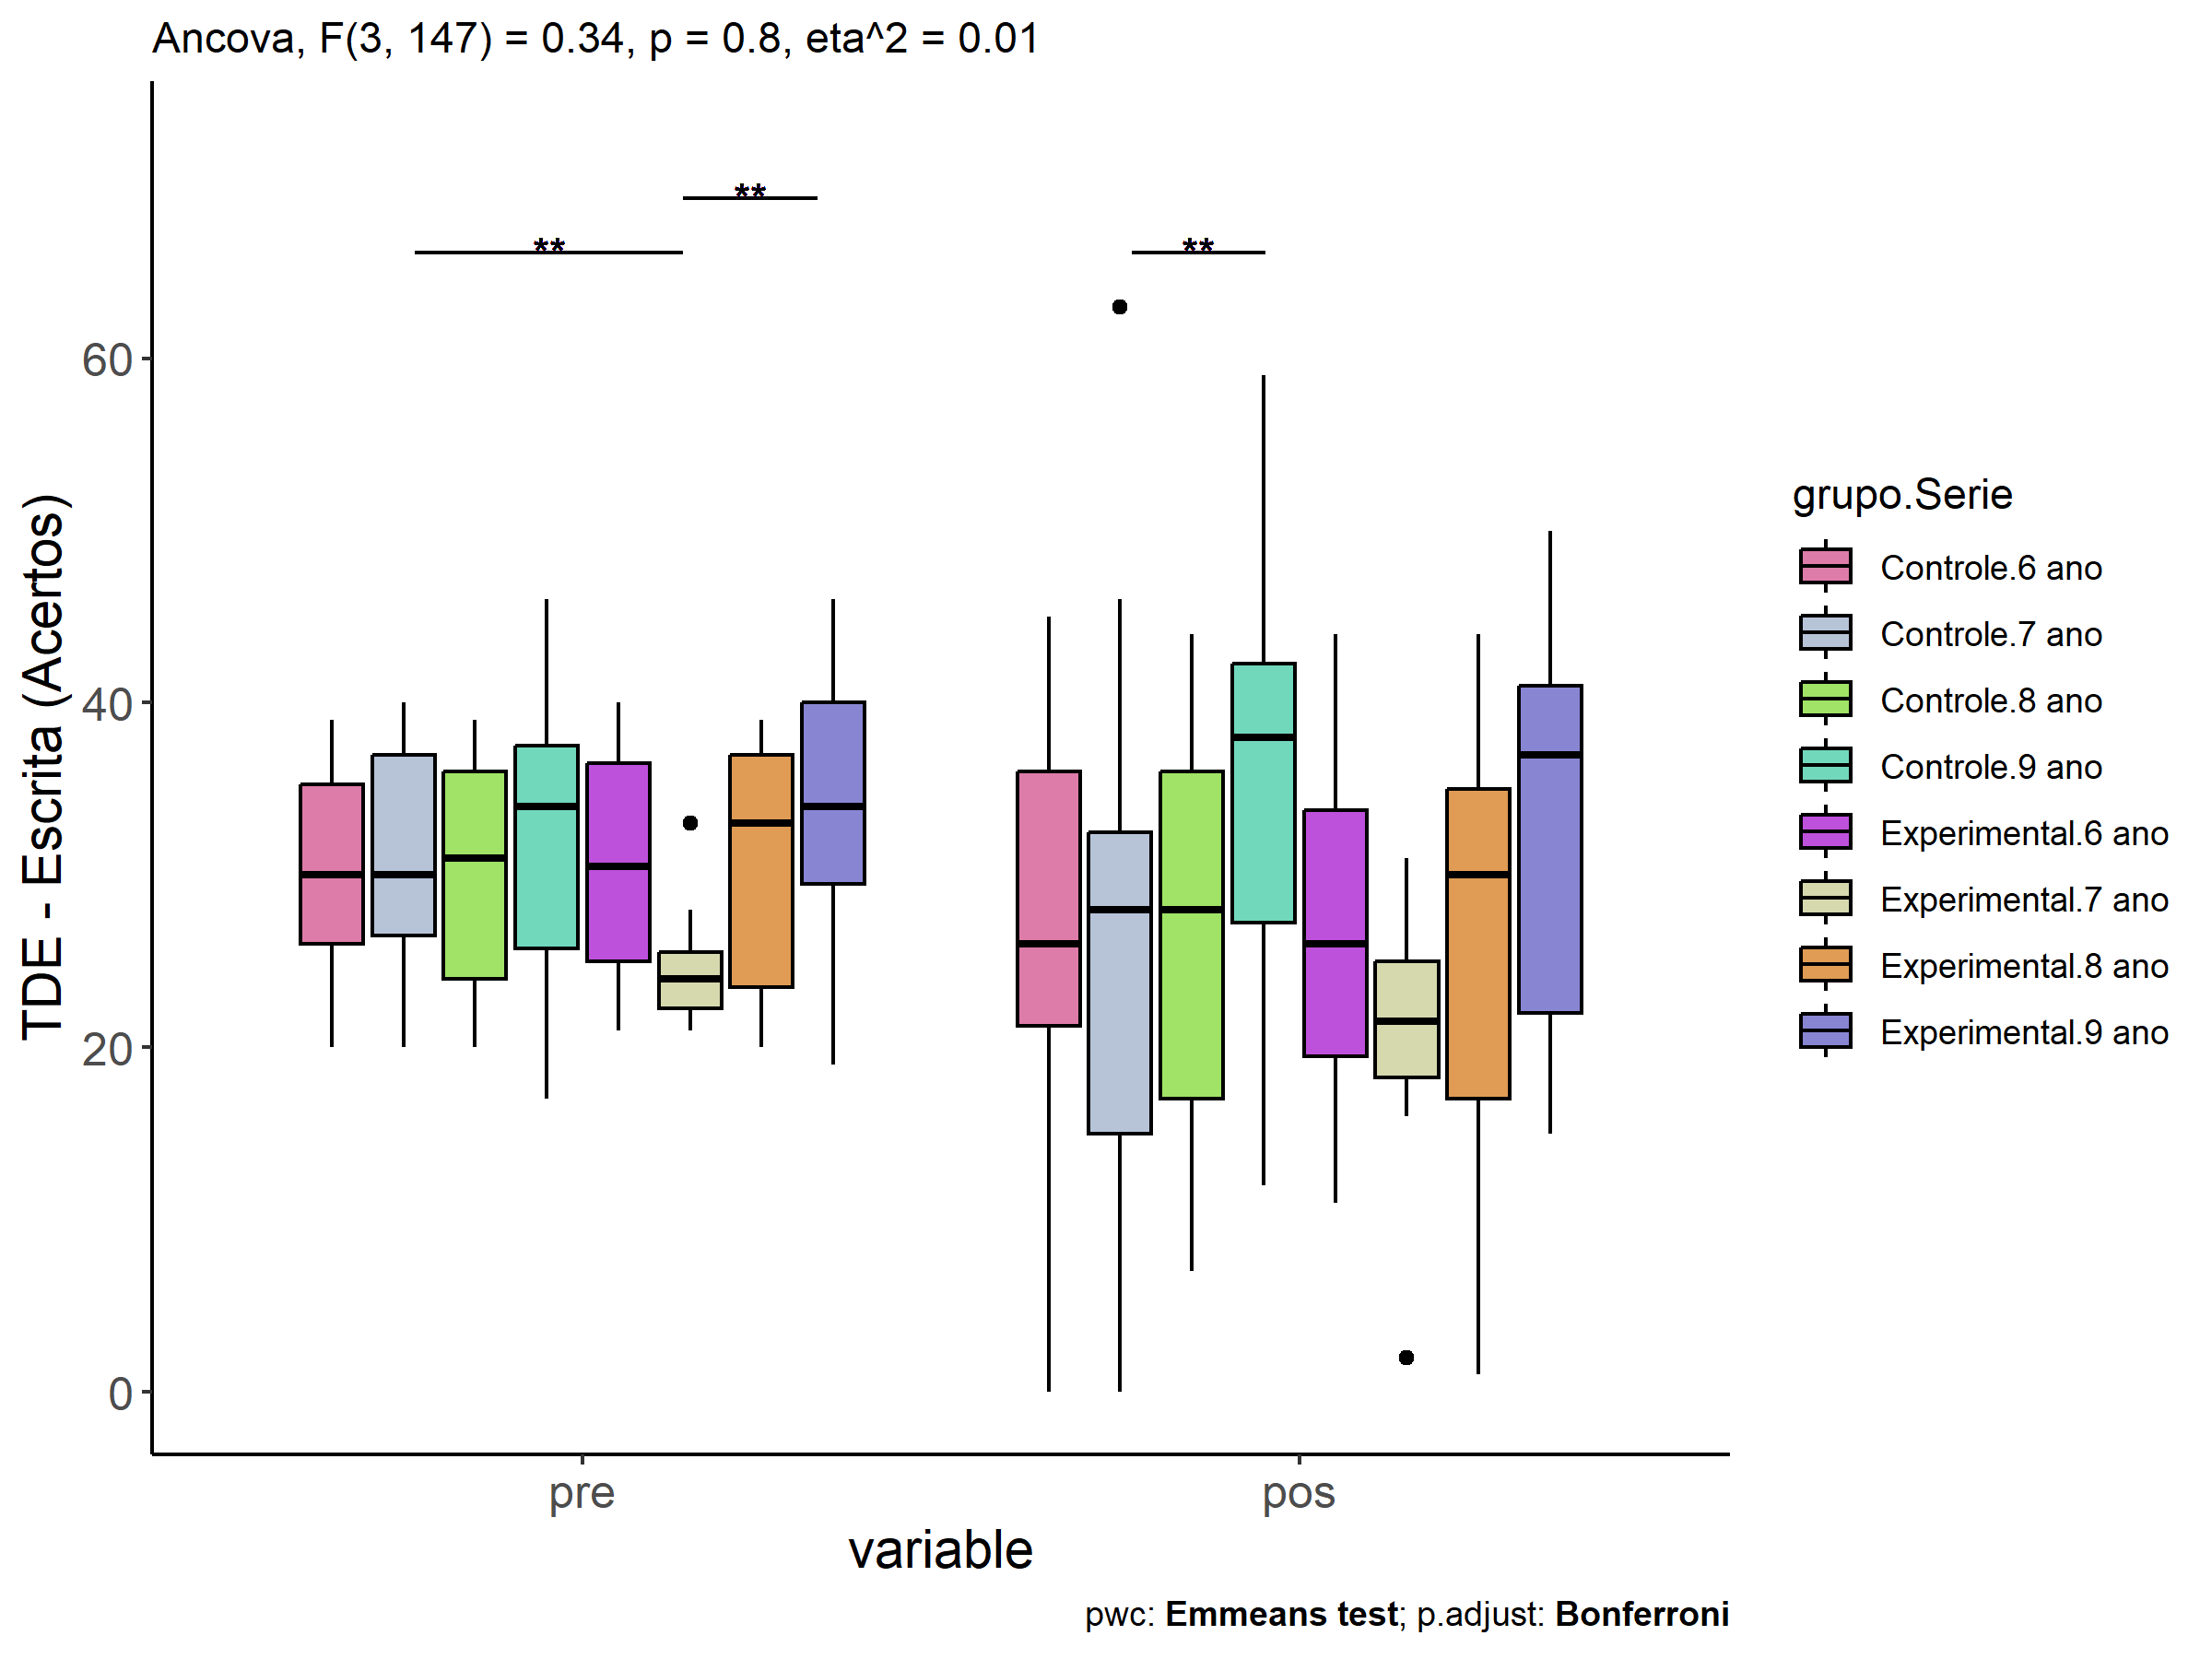 Ancova, F(3, 147) = 0.34, p = 0.8, eta^2 = 0.01
**
**
**
60
40
20
0
TDE - Escrita (Acertos)
pre
pos
variable
pwc: Emmeans test; p.adjust: Bonferroni
grupo.Serie
Controle.6 ano
Controle.7 ano
Controle.8 ano
Controle.9 ano
Experimental.6 ano
Experimental.7 ano
Experimental.8 ano
Experimental.9 ano